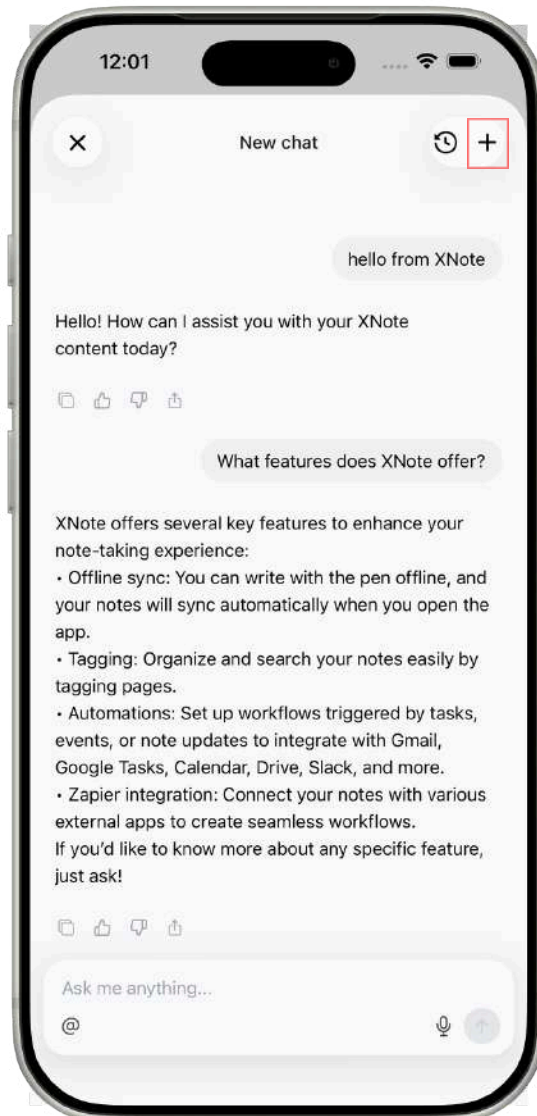 12:01
New chat
hello from XNote
Hello! How can I assist you with your XNote
content today?
What features does XNote offer?
XNote offers several key features to enhance your
note-taking experience:
• Offline sync: You can write with the pen offline, and
your notes will sync automatically when you open the
app.
• Tagging: Organize and search your notes easily by
tagging pages.
• Automations: Set up workflows triggered by tasks,
events, or note updates to integrate with Gmail,
Google Tasks, Calendar, Drive, Slack, and more.
• Zapier integration: Connect your notes with various
external apps to create seamless workflows.
If you’d like to know more about any specific feature,
just ask!
Ask me anything...
@